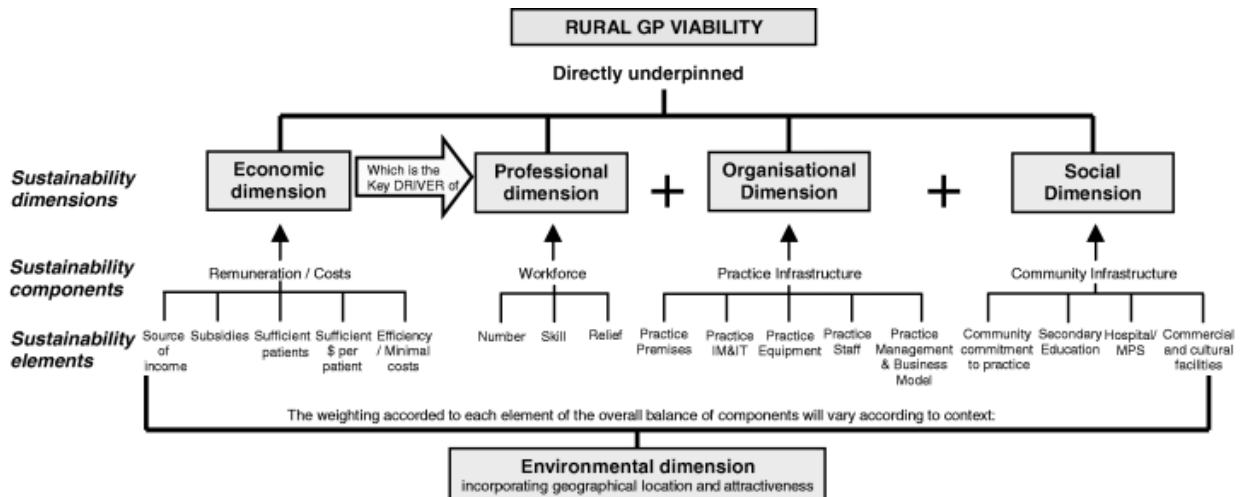 RURAL GP VIABILITY
Directly underpinned
Sustainability
dimensions
Economic
dimension
Which is the
Key DRIVER of
Professional
dimension
+
Organisational
Dimension
+
Social
Dimension
Sustainability
components
Remuneration / Costs
Workforce
Practice Infrastructure
Community Infrastructure
Sustainability
elements
Source
of
income
Subsidies
Sufficient
patients
Sufficient
$ per
patient
Efficiency
/ Minimal
costs
Number
Skill
Relief
Practice
Premises
Practice
IM&IT
Practice
Equipment
Practice
Staff
Practice
Management
& Business
Model
Community
commitment
to practice
Secondary
Education
Hospital/
MPS
Commercial
and cultural
facilities
The weighting accorded to each element of the overall balance of components will vary according to context:
Environmental dimension
incorporating geographical location and attractiveness